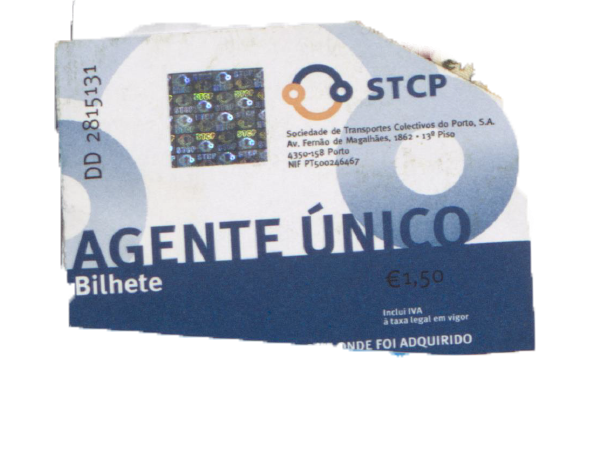 DD 2815131
STCP
Sociedade de Transportes Colectivos do Porto, S.A.
Av. Fernão de Magalhães, 1862 • 13º Piso
4350-158 Porto
NIF PT500246467
AGENTE ÚNICO
Bilhete
€1,50
Inclui IVA
à taxa legal em vigor
FOI ADQUIRIDO